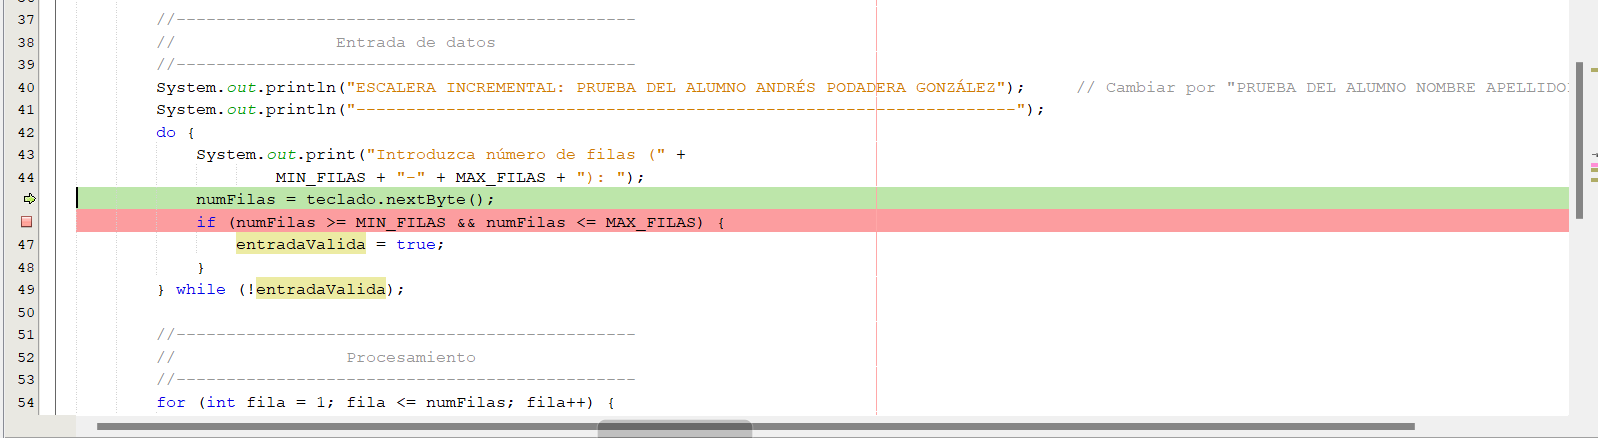 37 //----------------------------------------------
38 //                Entrada de datos
39 //----------------------------------------------
40 System.out.println("ESCALERA INCREMENTAL: PRUEBA DEL ALUMNO ANDRÉS PODADERA GONZÁLEZ");     // Cambiar por "PRUEBA DEL ALUMNO NOMBRE
41 System.out.println("------------------------------------------------------------------");
42 do {
43     System.out.print("Introduzca número de filas (" +
44             MIN_FILAS + "-" + MAX_FILAS + "): ");
    numFilas = teclado.nextByte();
    if (numFilas >= MIN_FILAS && numFilas <= MAX_FILAS) {
47         entradaValida = true;
48     }
49 } while (!entradaValida);
50
51 //----------------------------------------------
52 //                 Procesamiento
53 //----------------------------------------------
54 for (int fila = 1; fila <= numFilas; fila++) {